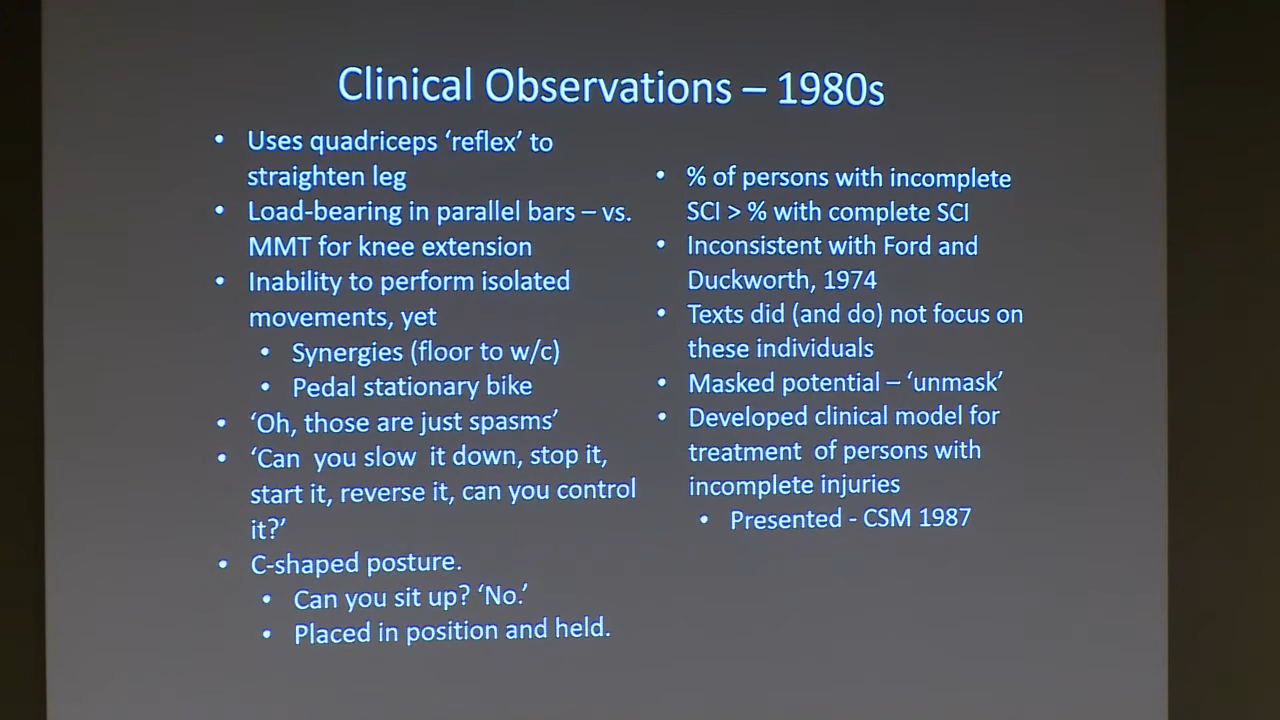 Clinical Observations – 1980s
• Uses quadriceps ‘reflex’ to
straighten leg
• Load-bearing in parallel bars – vs.
MMT for knee extension
• Inability to perform isolated
movements, yet
• Synergies (floor to w/c)
• Pedal stationary bike
• ‘Oh, those are just spasms’
• ‘Can you slow it down, stop it,
start it, reverse it, can you control
it?’
• C-shaped posture.
• Can you sit up? ‘No.’
• Placed in position and held.
• % of persons with incomplete
SCI > % with complete SCI
• Inconsistent with Ford and
Duckworth, 1974
• Texts did (and do) not focus on
these individuals
• Masked potential – ‘unmask’
• Developed clinical model for
treatment of persons with
incomplete injuries
• Presented - CSM 1987